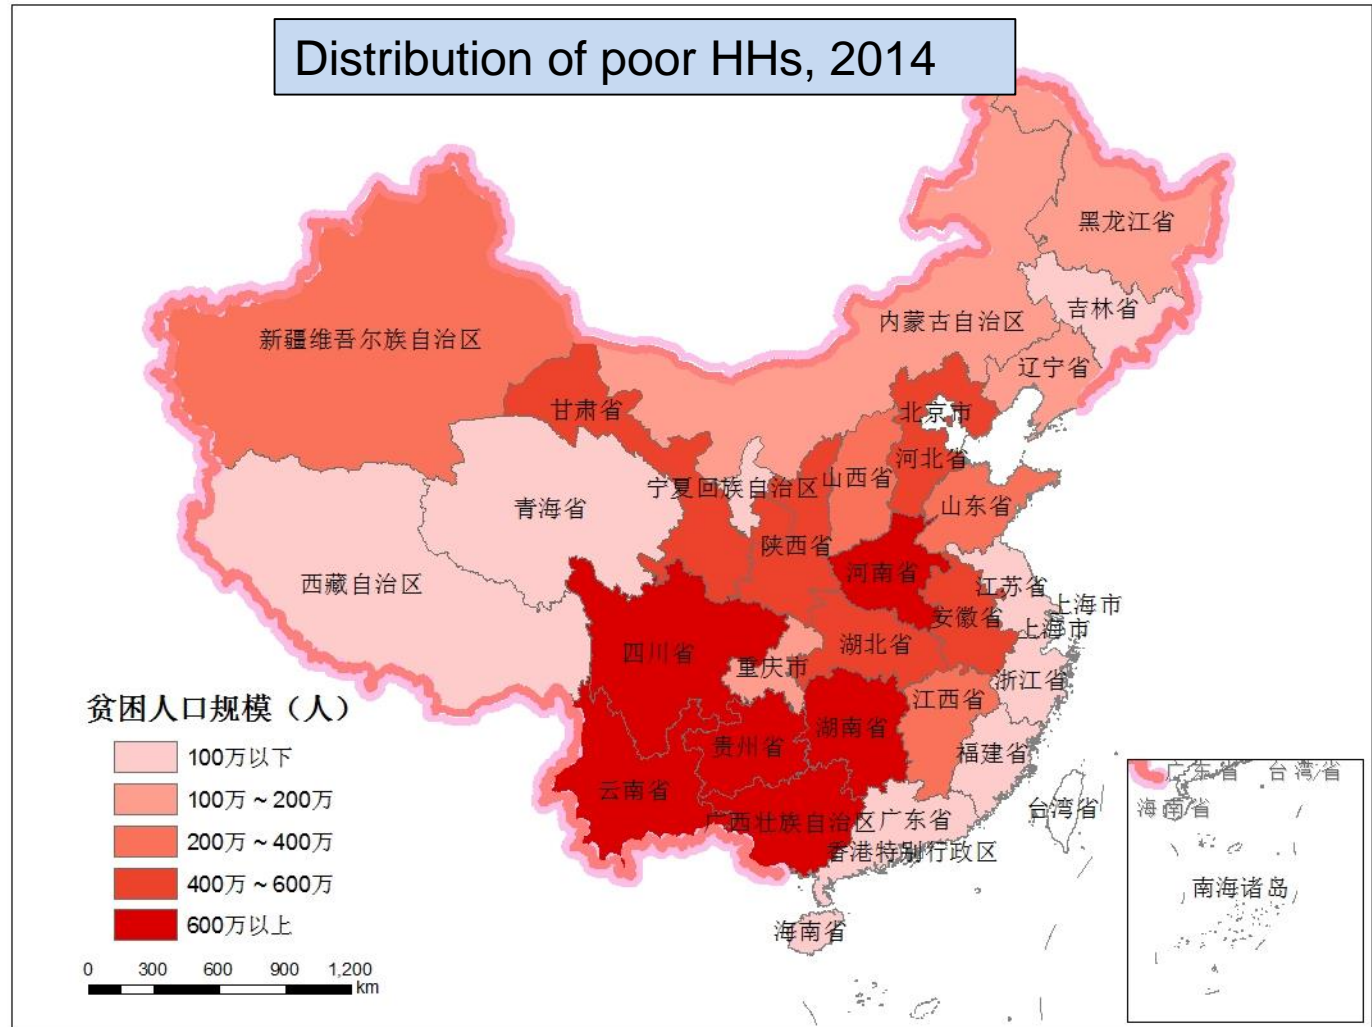 Distribution of poor HHs, 2014
黑龙江省
吉林省
内蒙古自治区
辽宁省
新疆维吾尔族自治区
甘肃省
北京市
河北省
山西省
宁夏回族自治区
山东省
青海省
陕西省
河南省
西藏自治区
江苏省
上海市
安徽省
上海市
湖北省
四川省
重庆市
浙江省
江西省
湖南省
贵州省
福建省
云南省
广西壮族自治区
广东省
台湾省
香港特别行政区
海南省
贫困人口规模（人）
100万以下
100万～200万
200万～400万
400万～600万
600万以上
0 300 600 900 1,200
km
广东省 台湾省
海南省
南海诸岛